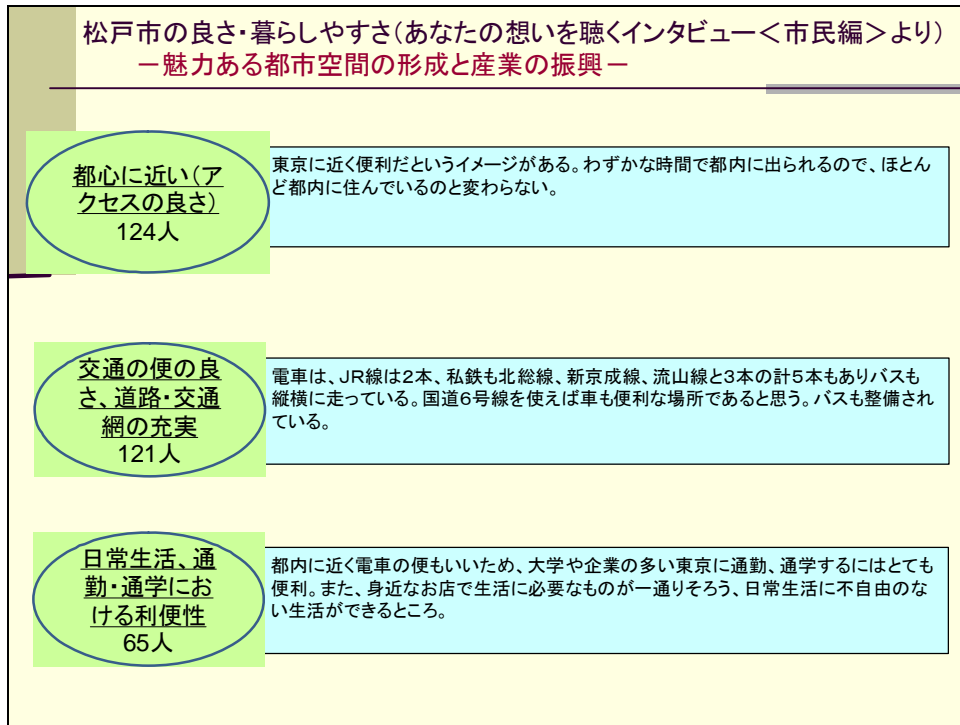 松戸市の良さ・暮らしやすさ(あなたの想いを聴くインタビュー＜市民編＞より)
－魅力ある都市空間の形成と産業の振興－
都心に近い(ア
クセスの良さ)
124人
東京に近く便利だというイメージがある。わずかな時間で都内に出られるので、ほとん
ど都内に住んでいるのと変わらない。
交通の便の良
さ、道路・交通
網の充実
121人
電車は、JR線は2本、私鉄も北総線、新京成線、流山線と3本の計5本もありバスも
縦横に走っている。国道6号線を使えば車も便利な場所であると思う。バスも整備され
ている。
日常生活、通
勤・通学にお
ける利便性
65人
都内に近く電車の便もいいため、大学や企業の多い東京に通勤、通学するにはとても
便利。また、身近なお店で生活に必要なものが一通りそろう、日常生活に不自由のな
い生活ができるところ。